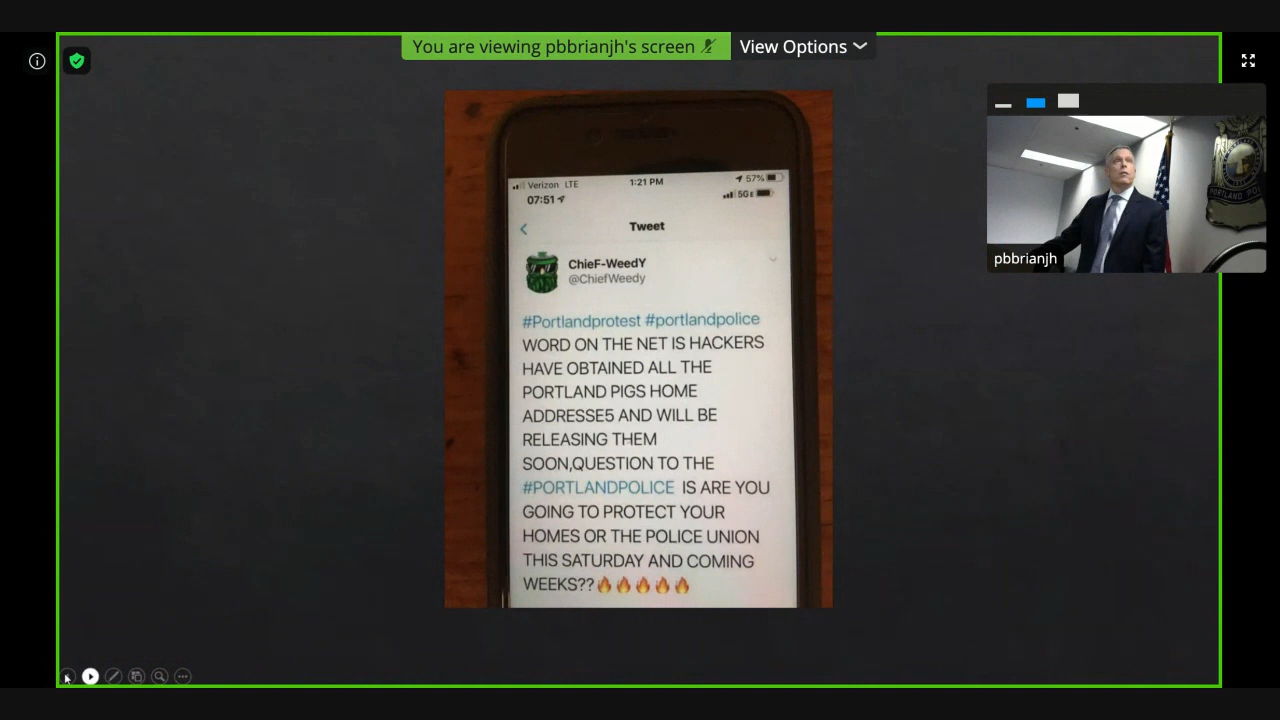 You are viewing pbbrianjh's screen
View Options
Verizon LTE
1:21 PM
57%
07:51
5GE
Tweet
ChieF-WeedY
@ChiefWeedy
#Portlandprotest #portlandpolice
WORD ON THE NET IS HACKERS
HAVE OBTAINED ALL THE
PORTLAND PIGS HOME
ADDRESSE5 AND WILL BE
RELEASING THEM
SOON,QUESTION TO THE
#PORTLANDPOLICE IS ARE YOU
GOING TO PROTECT YOUR
HOMES OR THE POLICE UNION
THIS SATURDAY AND COMING
WEEKS??🔥🔥🔥🔥🔥
PORTLAND POL
pbbrianjh